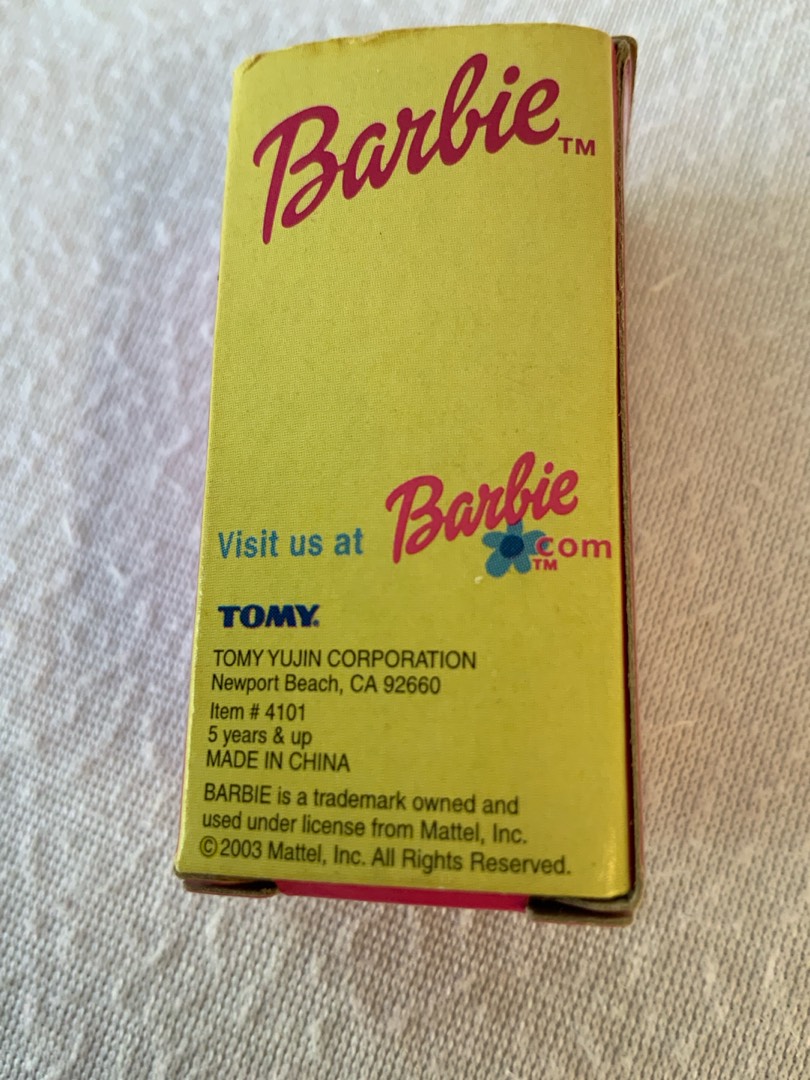 Barbie™
Visit us at Barbie.com™
TOMY®
TOMY YUJIN CORPORATION
Newport Beach, CA 92660
Item # 4101
5 years & up
MADE IN CHINA
BARBIE is a trademark owned and
used under license from Mattel, Inc.
©2003 Mattel, Inc. All Rights Reserved.